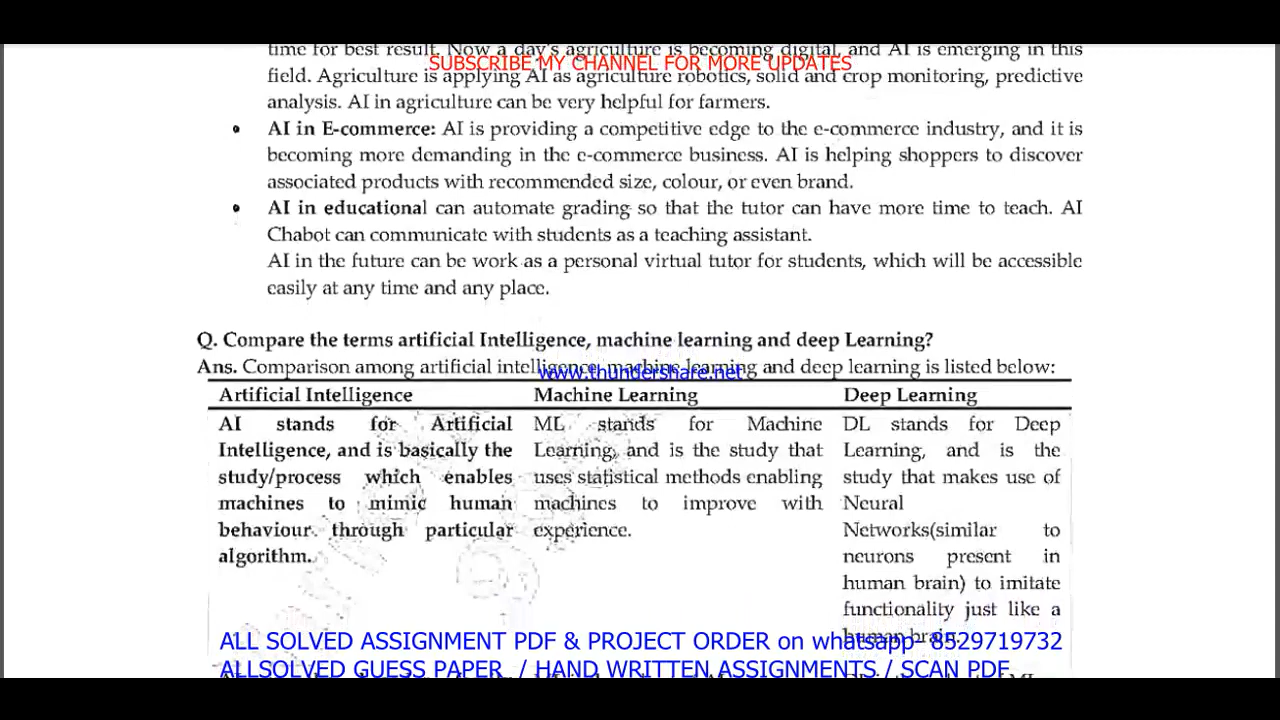 time for best result. Now a day's agriculture is becoming digital, and AI is emerging in this
SUBSCRIBE MY CHANNEL FOR MORE UPDATES
field. Agriculture is applying AI as agriculture robotics, solid and crop monitoring, predictive
analysis. AI in agriculture can be very helpful for farmers.
• AI in E-commerce: AI is providing a competitive edge to the e-commerce industry, and it is
becoming more demanding in the e-commerce business. AI is helping shoppers to discover
associated products with recommended size, colour, or even brand.
• AI in educational can automate grading so that the tutor can have more time to teach. AI
Chabot can communicate with students as a teaching assistant.
AI in the future can be work as a personal virtual tutor for students, which will be accessible
easily at any time and any place.
Q. Compare the terms artificial Intelligence, machine learning and deep Learning?
Ans. Comparison among artificial intelligence, machine learning and deep learning is listed below:
www.thundershare.net
Artificial Intelligence Machine Learning Deep Learning
AI stands for Artificial ML stands for Machine DL stands for Deep
Intelligence, and is basically the Learning, and is the study that Learning, and is the
study/process which enables uses statistical methods enabling study that makes use of
machines to mimic human machines to improve with Neural
behaviour through particular experience. Networks(similar to
algorithm. neurons present in
human brain) to imitate
functionality just like a
human brain.
ALL SOLVED ASSIGNMENT PDF & PROJECT ORDER on whatsapp - 8529719732
ALLSOLVED GUESS PAPER / HAND WRITTEN ASSIGNMENTS / SCAN PDF